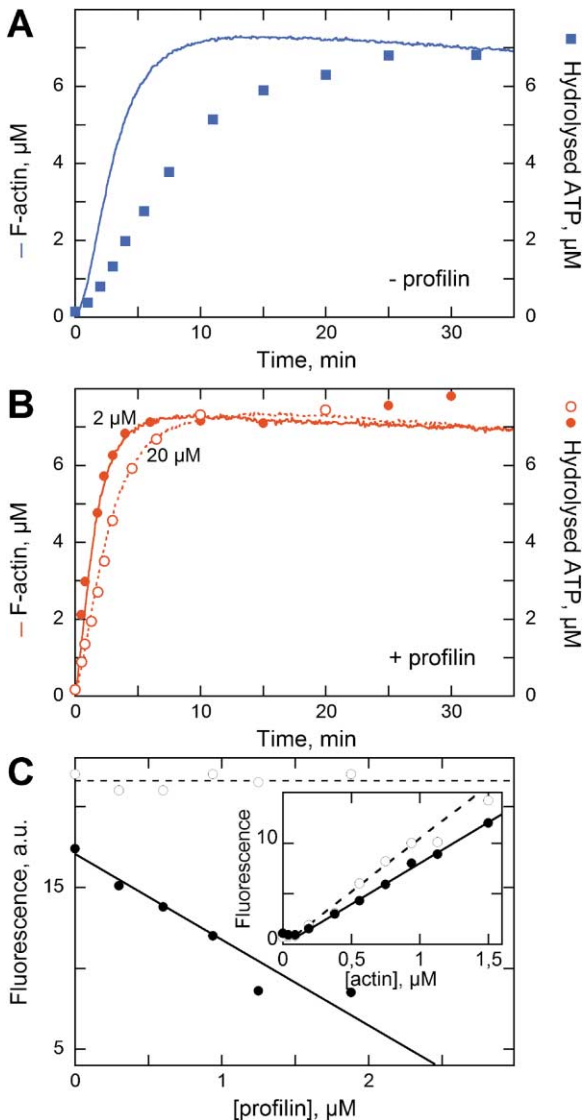 A
F-actin, µM
6
4
2
0
- profilin
6
4
2
0
Hydrolysed ATP, µM
0
10
20
30
Time, min
B
F-actin, µM
6
4
2
0
2 µM
20 µM
+ profilin
6
4
2
0
Hydrolysed ATP, µM
0
10
20
30
Time, min
C
Fluorescence, a.u.
15
5
Fluorescence
10
0
0
0,5
1
1,5
[actin], µM
0
1
2
[profilin], µM